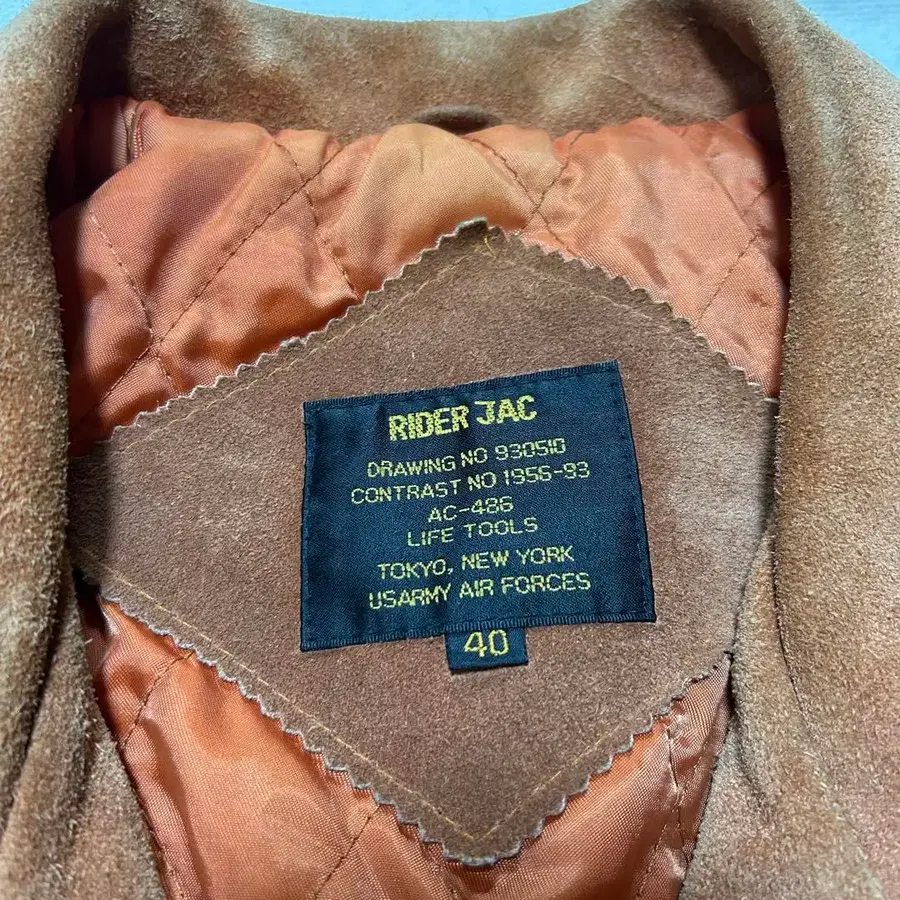 RIDER JAC
DRAWING NO 930510
CONTRAST NO 1956-93
AC-486
LIFE TOOLS
TOKYO, NEW YORK
USARMY AIR FORCES
40